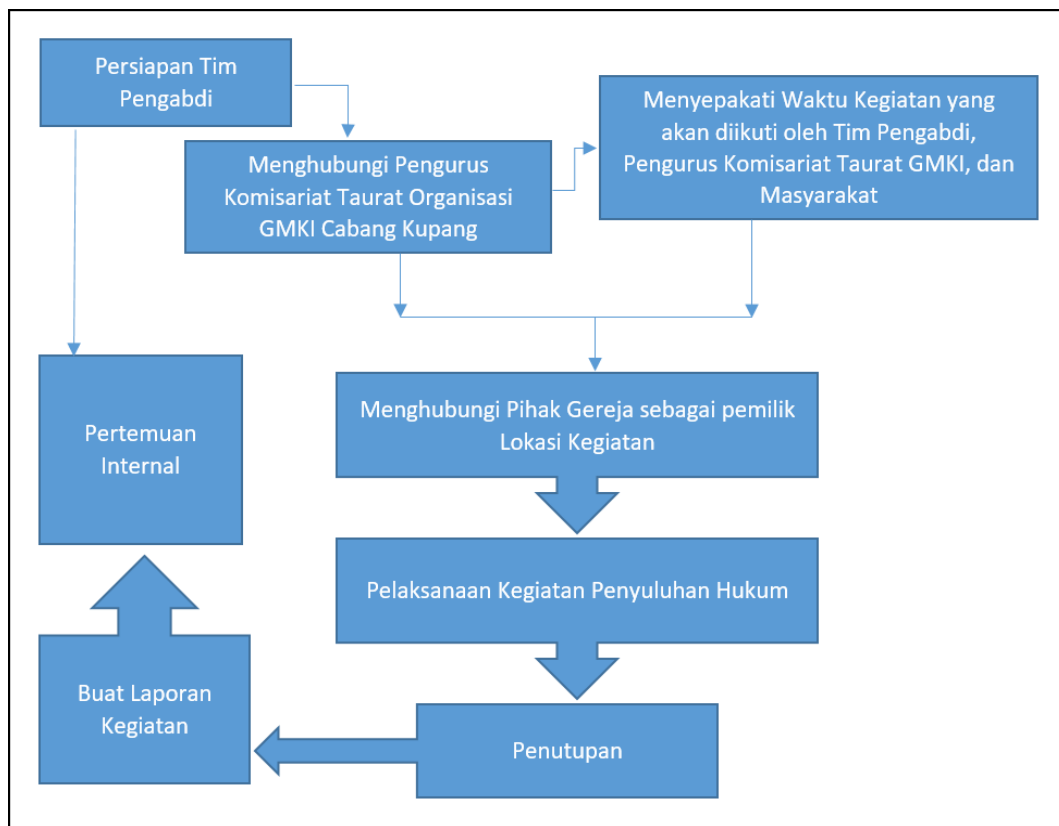 Persiapan Tim
Pengabdi
Menghubungi Pengurus
Komisariat Taurat Organisasi
GMKI Cabang Kupang
Menyepakati Waktu Kegiatan yang
akan diikuti oleh Tim Pengabdi,
Pengurus Komisariat Taurat GMKI, dan
Masyarakat
Menghubungi Pihak Gereja sebagai pemilik
Lokasi Kegiatan
Pelaksanaan Kegiatan Penyuluhan Hukum
Penutupan
Buat Laporan
Kegiatan
Pertemuan
Internal